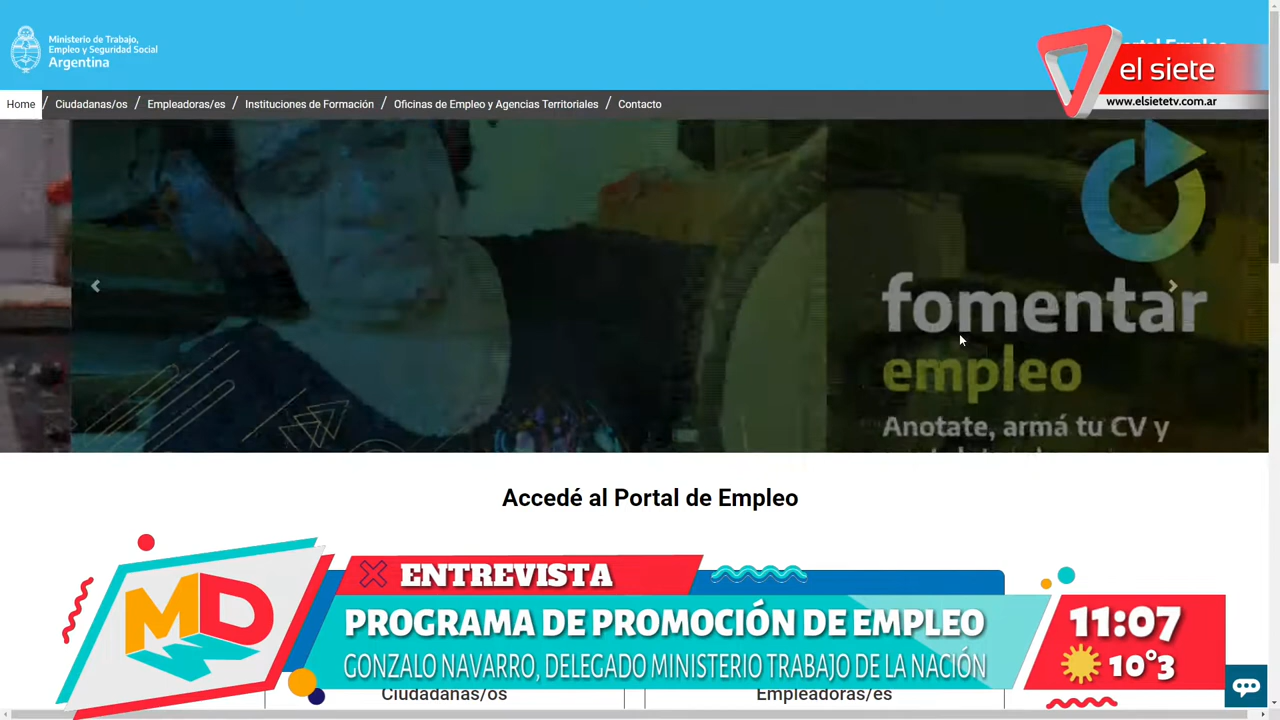 Ministerio de Trabajo,
Empleo y Seguridad Social
Argentina
el siete
www.elsietetv.com.ar
Home / Ciudadanas/os / Empleadoras/es / Instituciones de Formación / Oficinas de Empleo y Agencias Territoriales / Contacto
fomentar
empleo
Anotate, armá tu CV y
Accedé al Portal de Empleo
MD
ENTREVISTA
PROGRAMA DE PROMOCIÓN DE EMPLEO
GONZALO NAVARRO, DELEGADO MINISTERIO TRABAJO DE LA NACIÓN
11:07
10°3
Ciudadanas/os
Empleadoras/es